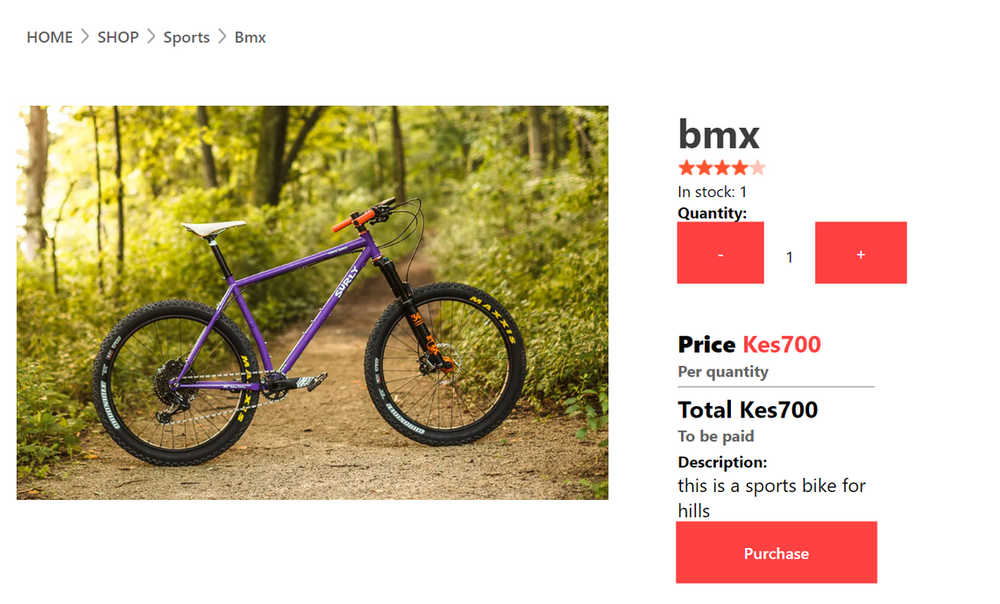 HOME > SHOP > Sports > Bmx
SURLY
MAXXIS
MAXXIS
bmx
In stock: 1
Quantity:
- 1 +
Price Kes700
Per quantity
Total Kes700
To be paid
Description:
this is a sports bike for
hills
Purchase